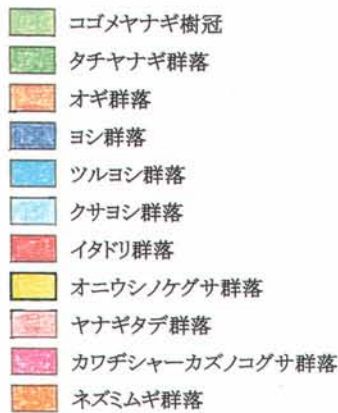 コゴメヤナギ樹冠
タチヤナギ群落
オギ群落
ヨシ群落
ツルヨシ群落
クサヨシ群落
イタドリ群落
オニウシノケグサ群落
ヤナギタデ群落
カワヂシャーカズノコグサ群落
ネズミムギ群落